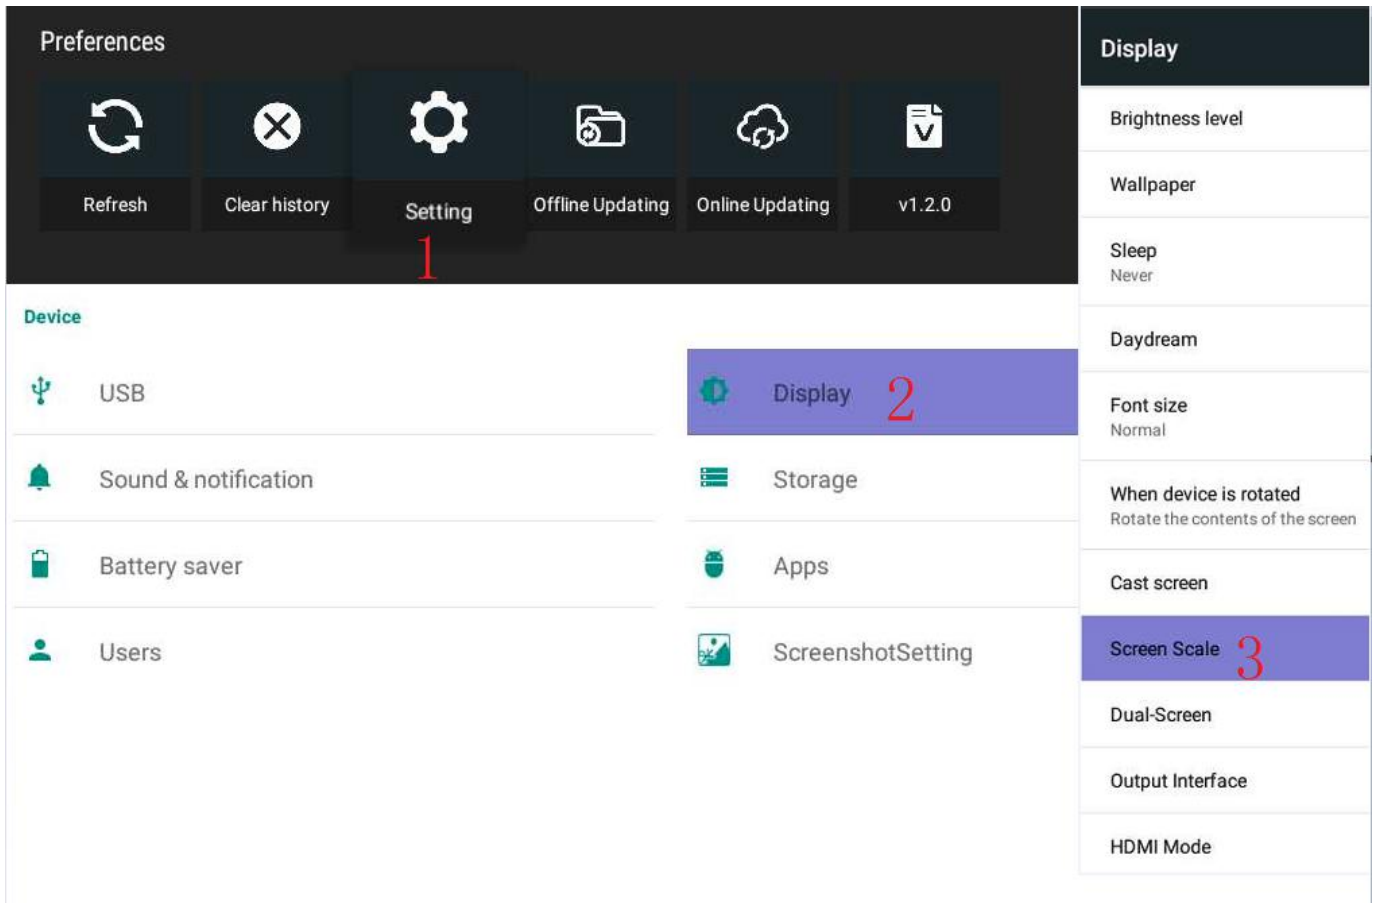 Preferences
Refresh
Clear history
Setting
Offline Updating
Online Updating
v1.2.0
1
Device
USB
Display 2
Sound & notification
Storage
Battery saver
Apps
Users
ScreenshotSetting
Display
Brightness level
Wallpaper
Sleep
Never
Daydream
Font size
Normal
When device is rotated
Rotate the contents of the screen
Cast screen
Screen Scale 3
Dual-Screen
Output Interface
HDMI Mode